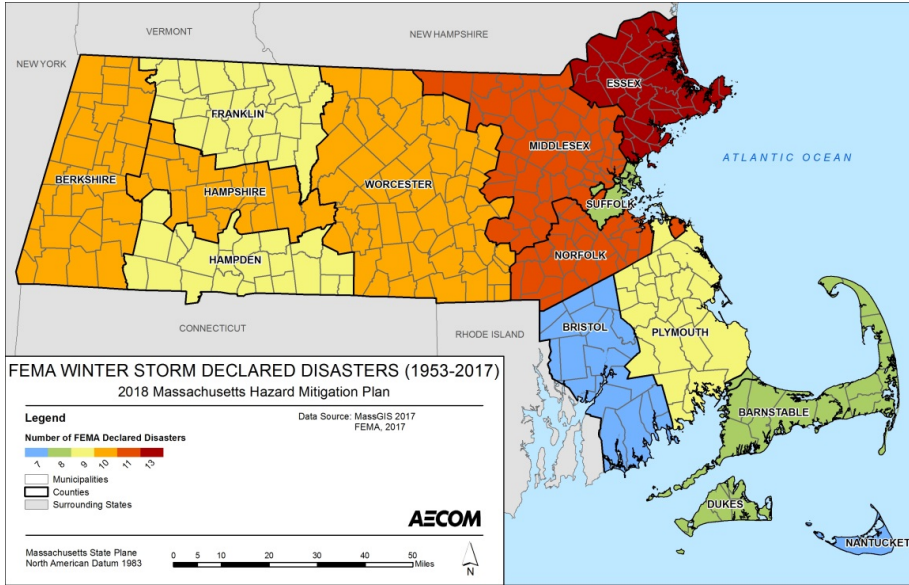 VERMONT
NEW HAMPSHIRE
NEW YORK
ESSEX
FRANKLIN
MIDDLESEX
ATLANTIC OCEAN
BERKSHIRE
HAMPSHIRE
WORCESTER
SUFFOLK
NORFOLK
HAMPDEN
CONNECTICUT
RHODE ISLAND
BRISTOL
PLYMOUTH
BARNSTABLE
DUKES
NANTUCKET
FEMA WINTER STORM DECLARED DISASTERS (1953-2017)
2018 Massachusetts Hazard Mitigation Plan
Legend
Data Source: MassGIS 2017
FEMA, 2017
Number of FEMA Declared Disasters
7 8 9 10 11 13
Municipalities
Counties
Surrounding States
AECOM
Massachusetts State Plane
North American Datum 1983
0 5 10 20 30 40 50
Miles
N